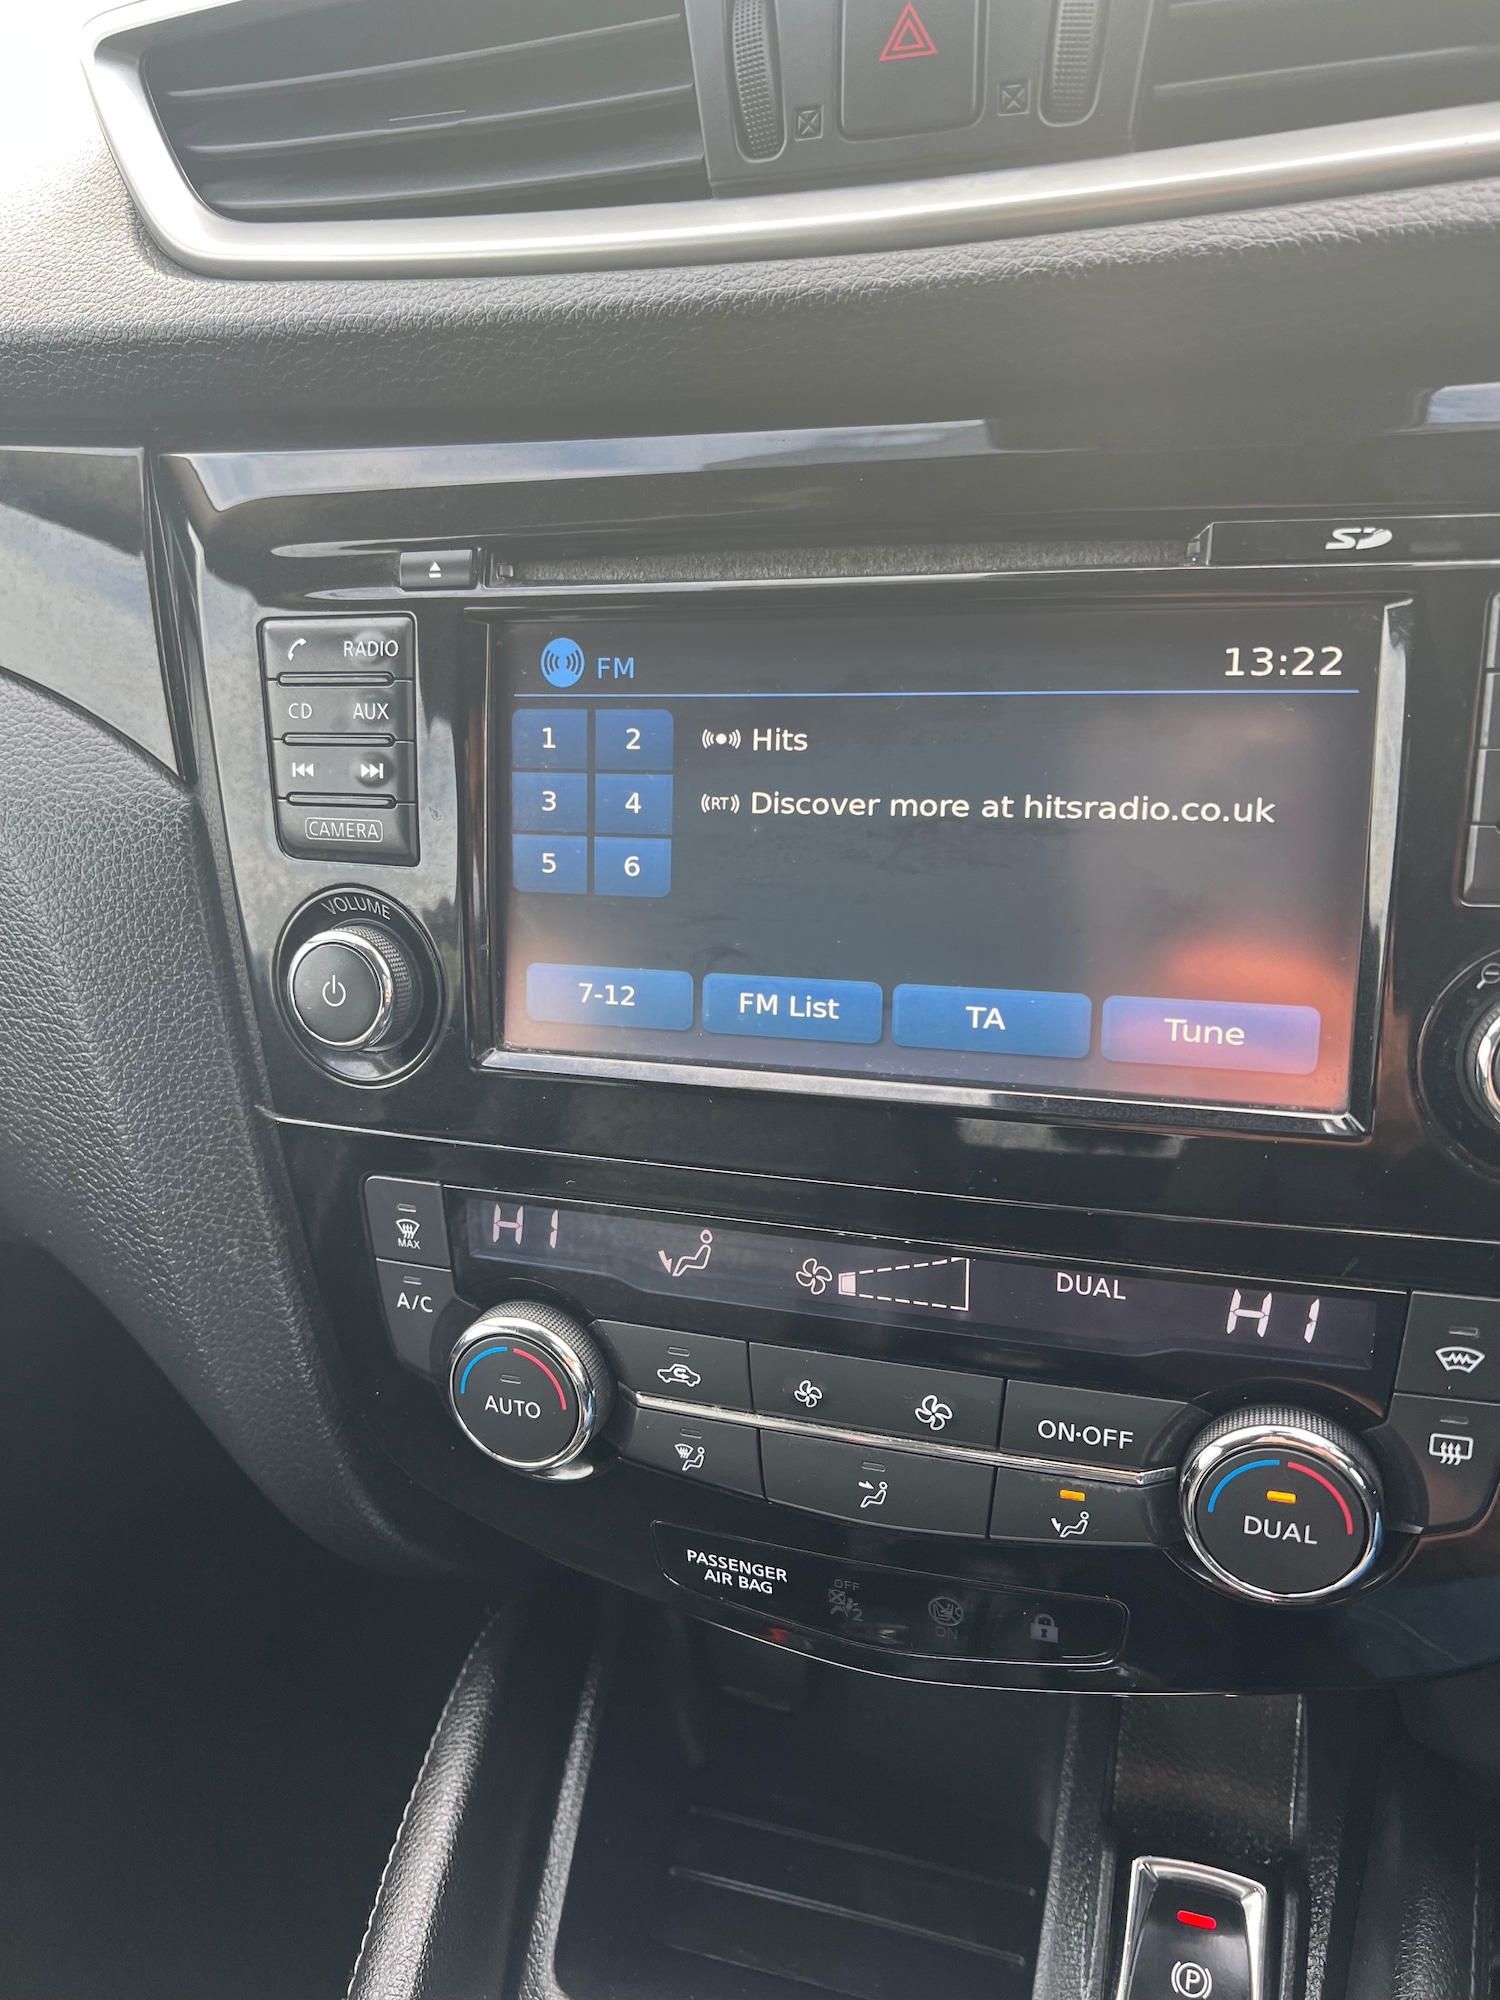 SD
RADIO
CD AUX
CAMERA
VOLUME
FM 13:22
1 2 Hits
3 4 RT Discover more at hitsradio.co.uk
5 6
7-12 FM List TA Tune
MAX
HI DUAL HI
A/C
AUTO
ON·OFF
DUAL
PASSENGER
AIR BAG
OFF
2
ON
P